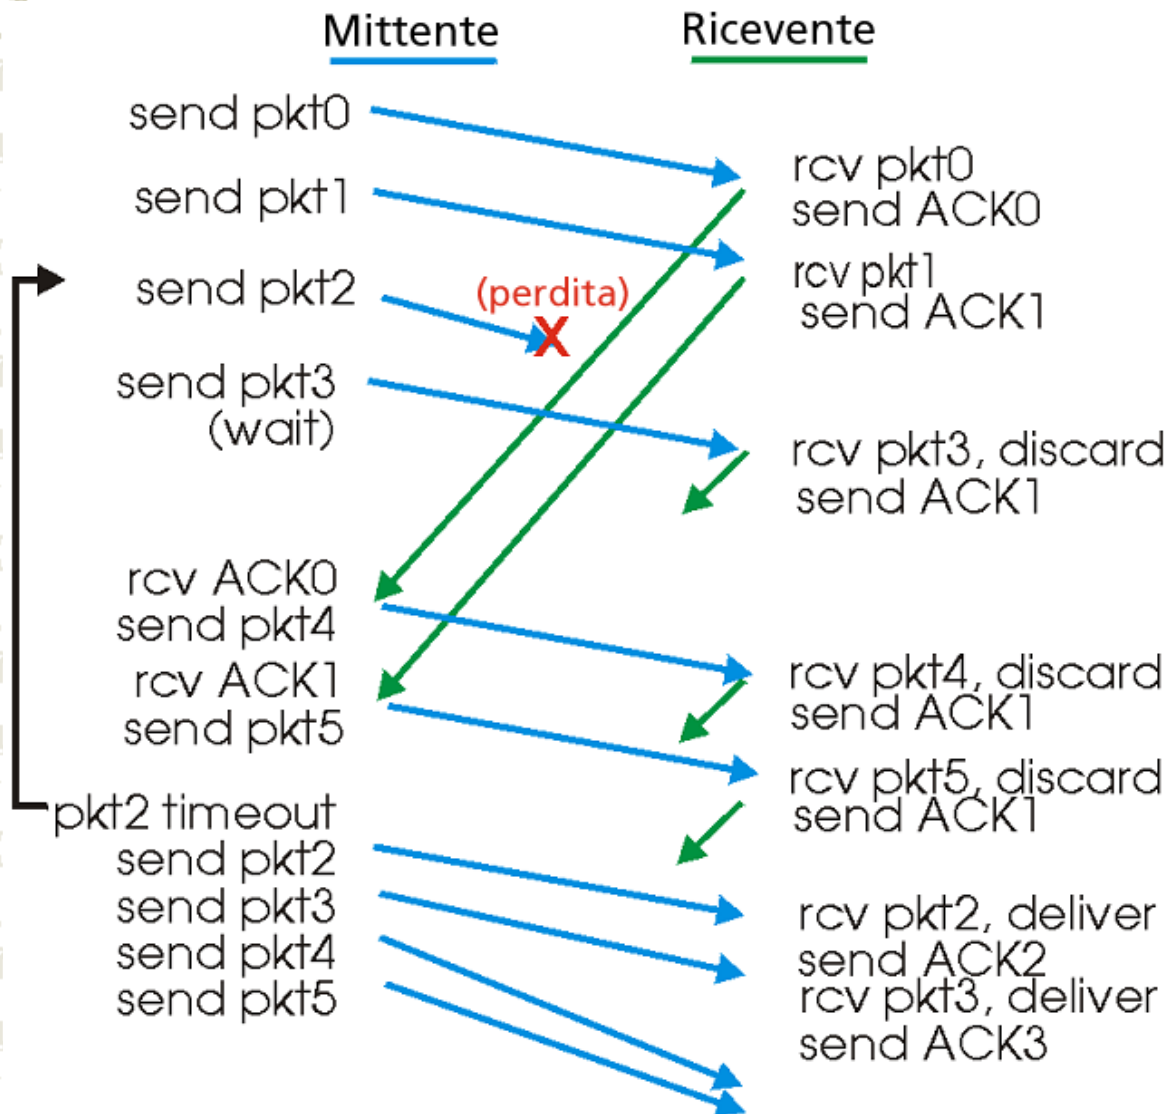 Mittente
Ricevente
send pkt0
send pkt1
send pkt2
(perdita)
X
send pkt3
(wait)
rcv ACK0
send pkt4
rcv ACK1
send pkt5
pkt2 timeout
send pkt2
send pkt3
send pkt4
send pkt5
rcv pkt0
send ACK0
rcv pkt1
send ACK1
rcv pkt3, discard
send ACK1
rcv pkt4, discard
send ACK1
rcv pkt5, discard
send ACK1
rcv pkt2, deliver
send ACK2
rcv pkt3, deliver
send ACK3